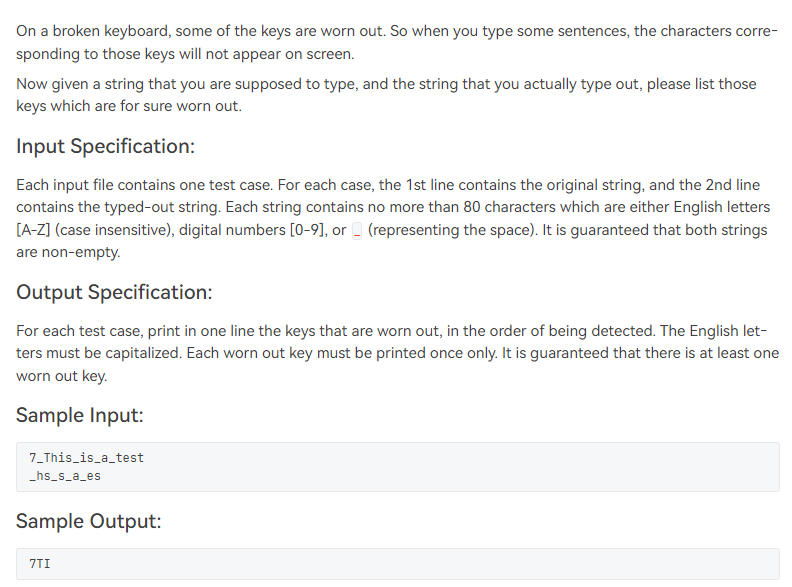 On a broken keyboard, some of the keys are worn out. So when you type some sentences, the characters corre-
sponding to those keys will not appear on screen.
Now given a string that you are supposed to type, and the string that you actually type out, please list those
keys which are for sure worn out.
Input Specification:
Each input file contains one test case. For each case, the 1st line contains the original string, and the 2nd line
contains the typed-out string. Each string contains no more than 80 characters which are either English letters
[A-Z] (case insensitive), digital numbers [0-9], or _ (representing the space). It is guaranteed that both strings
are non-empty.
Output Specification:
For each test case, print in one line the keys that are worn out, in the order of being detected. The English let-
ters must be capitalized. Each worn out key must be printed once only. It is guaranteed that there is at least one
worn out key.
Sample Input:
7_This_is_a_test
_hs_s_a_es
Sample Output:
7TI